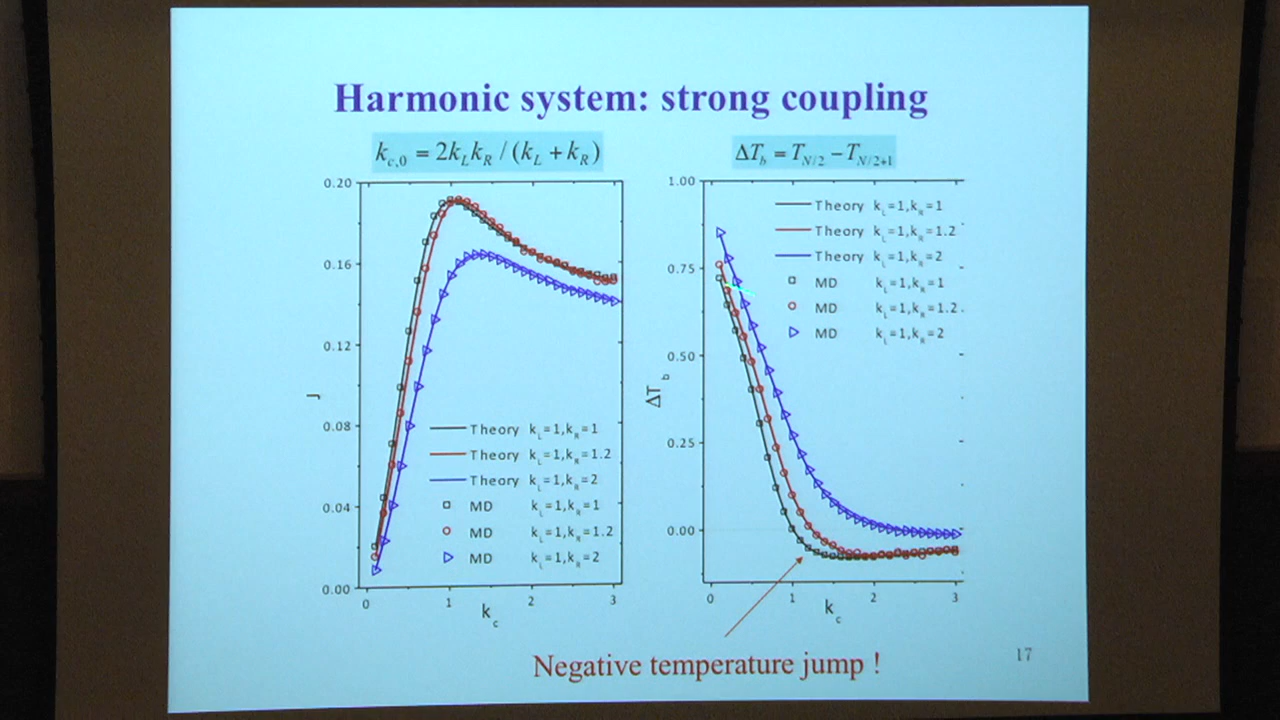 Harmonic system: strong coupling
k_{c,0} = 2k_Lk_R / (k_L + k_R)
ΔT_b = T_{N/2} − T_{N/2+1}
0.20
0.16
0.12
0.08
0.04
0.00
J
0 1 2 3
k_c
Theory k_L=1,k_R=1
Theory k_L=1,k_R=1.2
Theory k_L=1,k_R=2
MD k_L=1,k_R=1
MD k_L=1,k_R=1.2
MD k_L=1,k_R=2
1.00
0.75
0.50
0.25
0.00
ΔT_b
0 1 2 3
k_c
Theory k_L=1,k_R=1
Theory k_L=1,k_R=1.2
Theory k_L=1,k_R=2
MD k_L=1,k_R=1
MD k_L=1,k_R=1.2
MD k_L=1,k_R=2
Negative temperature jump !
17